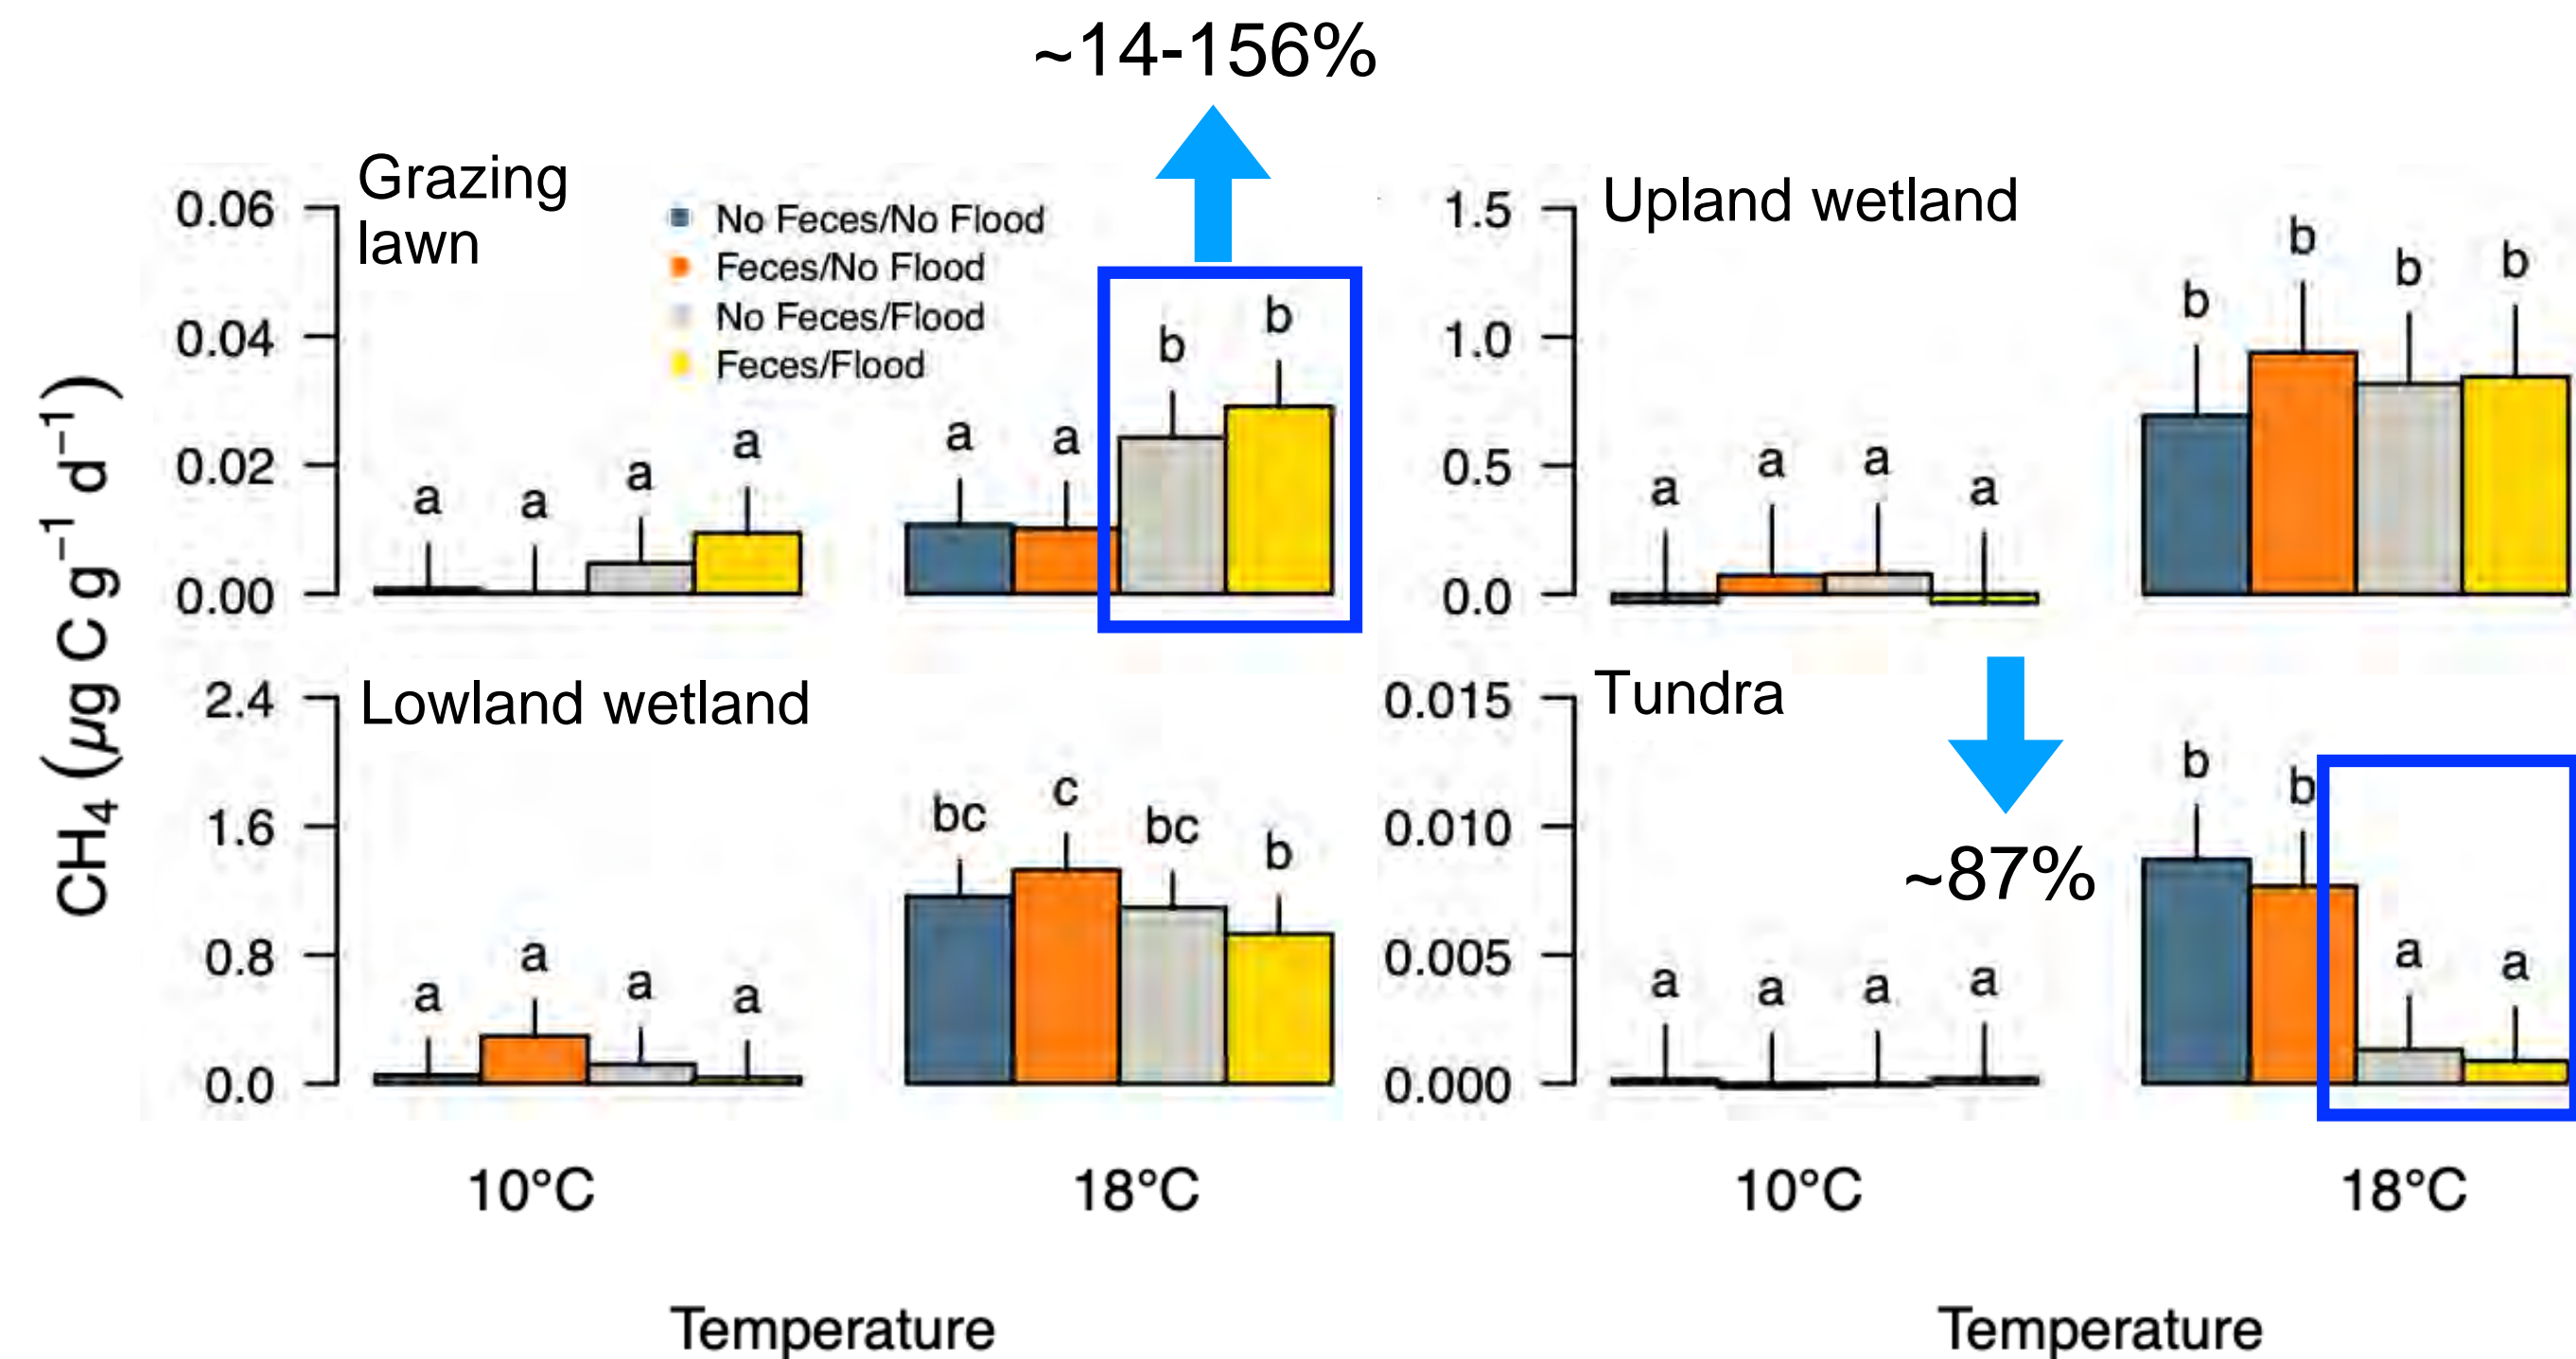 ~14-156%
Grazing
lawn
0.06
0.04
0.02
0.00
No Feces/No Flood
Feces/No Flood
No Feces/Flood
Feces/Flood
a a a a a a b b
Upland wetland
1.5
1.0
0.5
0.0
a a a a b b b b
CH₄ (µg C g⁻¹ d⁻¹)
Lowland wetland
2.4
1.6
0.8
0.0
a a a a bc c bc b
Tundra
0.015
0.010
0.005
0.000
~87%
a a a a b b a a
10°C 18°C 10°C 18°C
Temperature Temperature